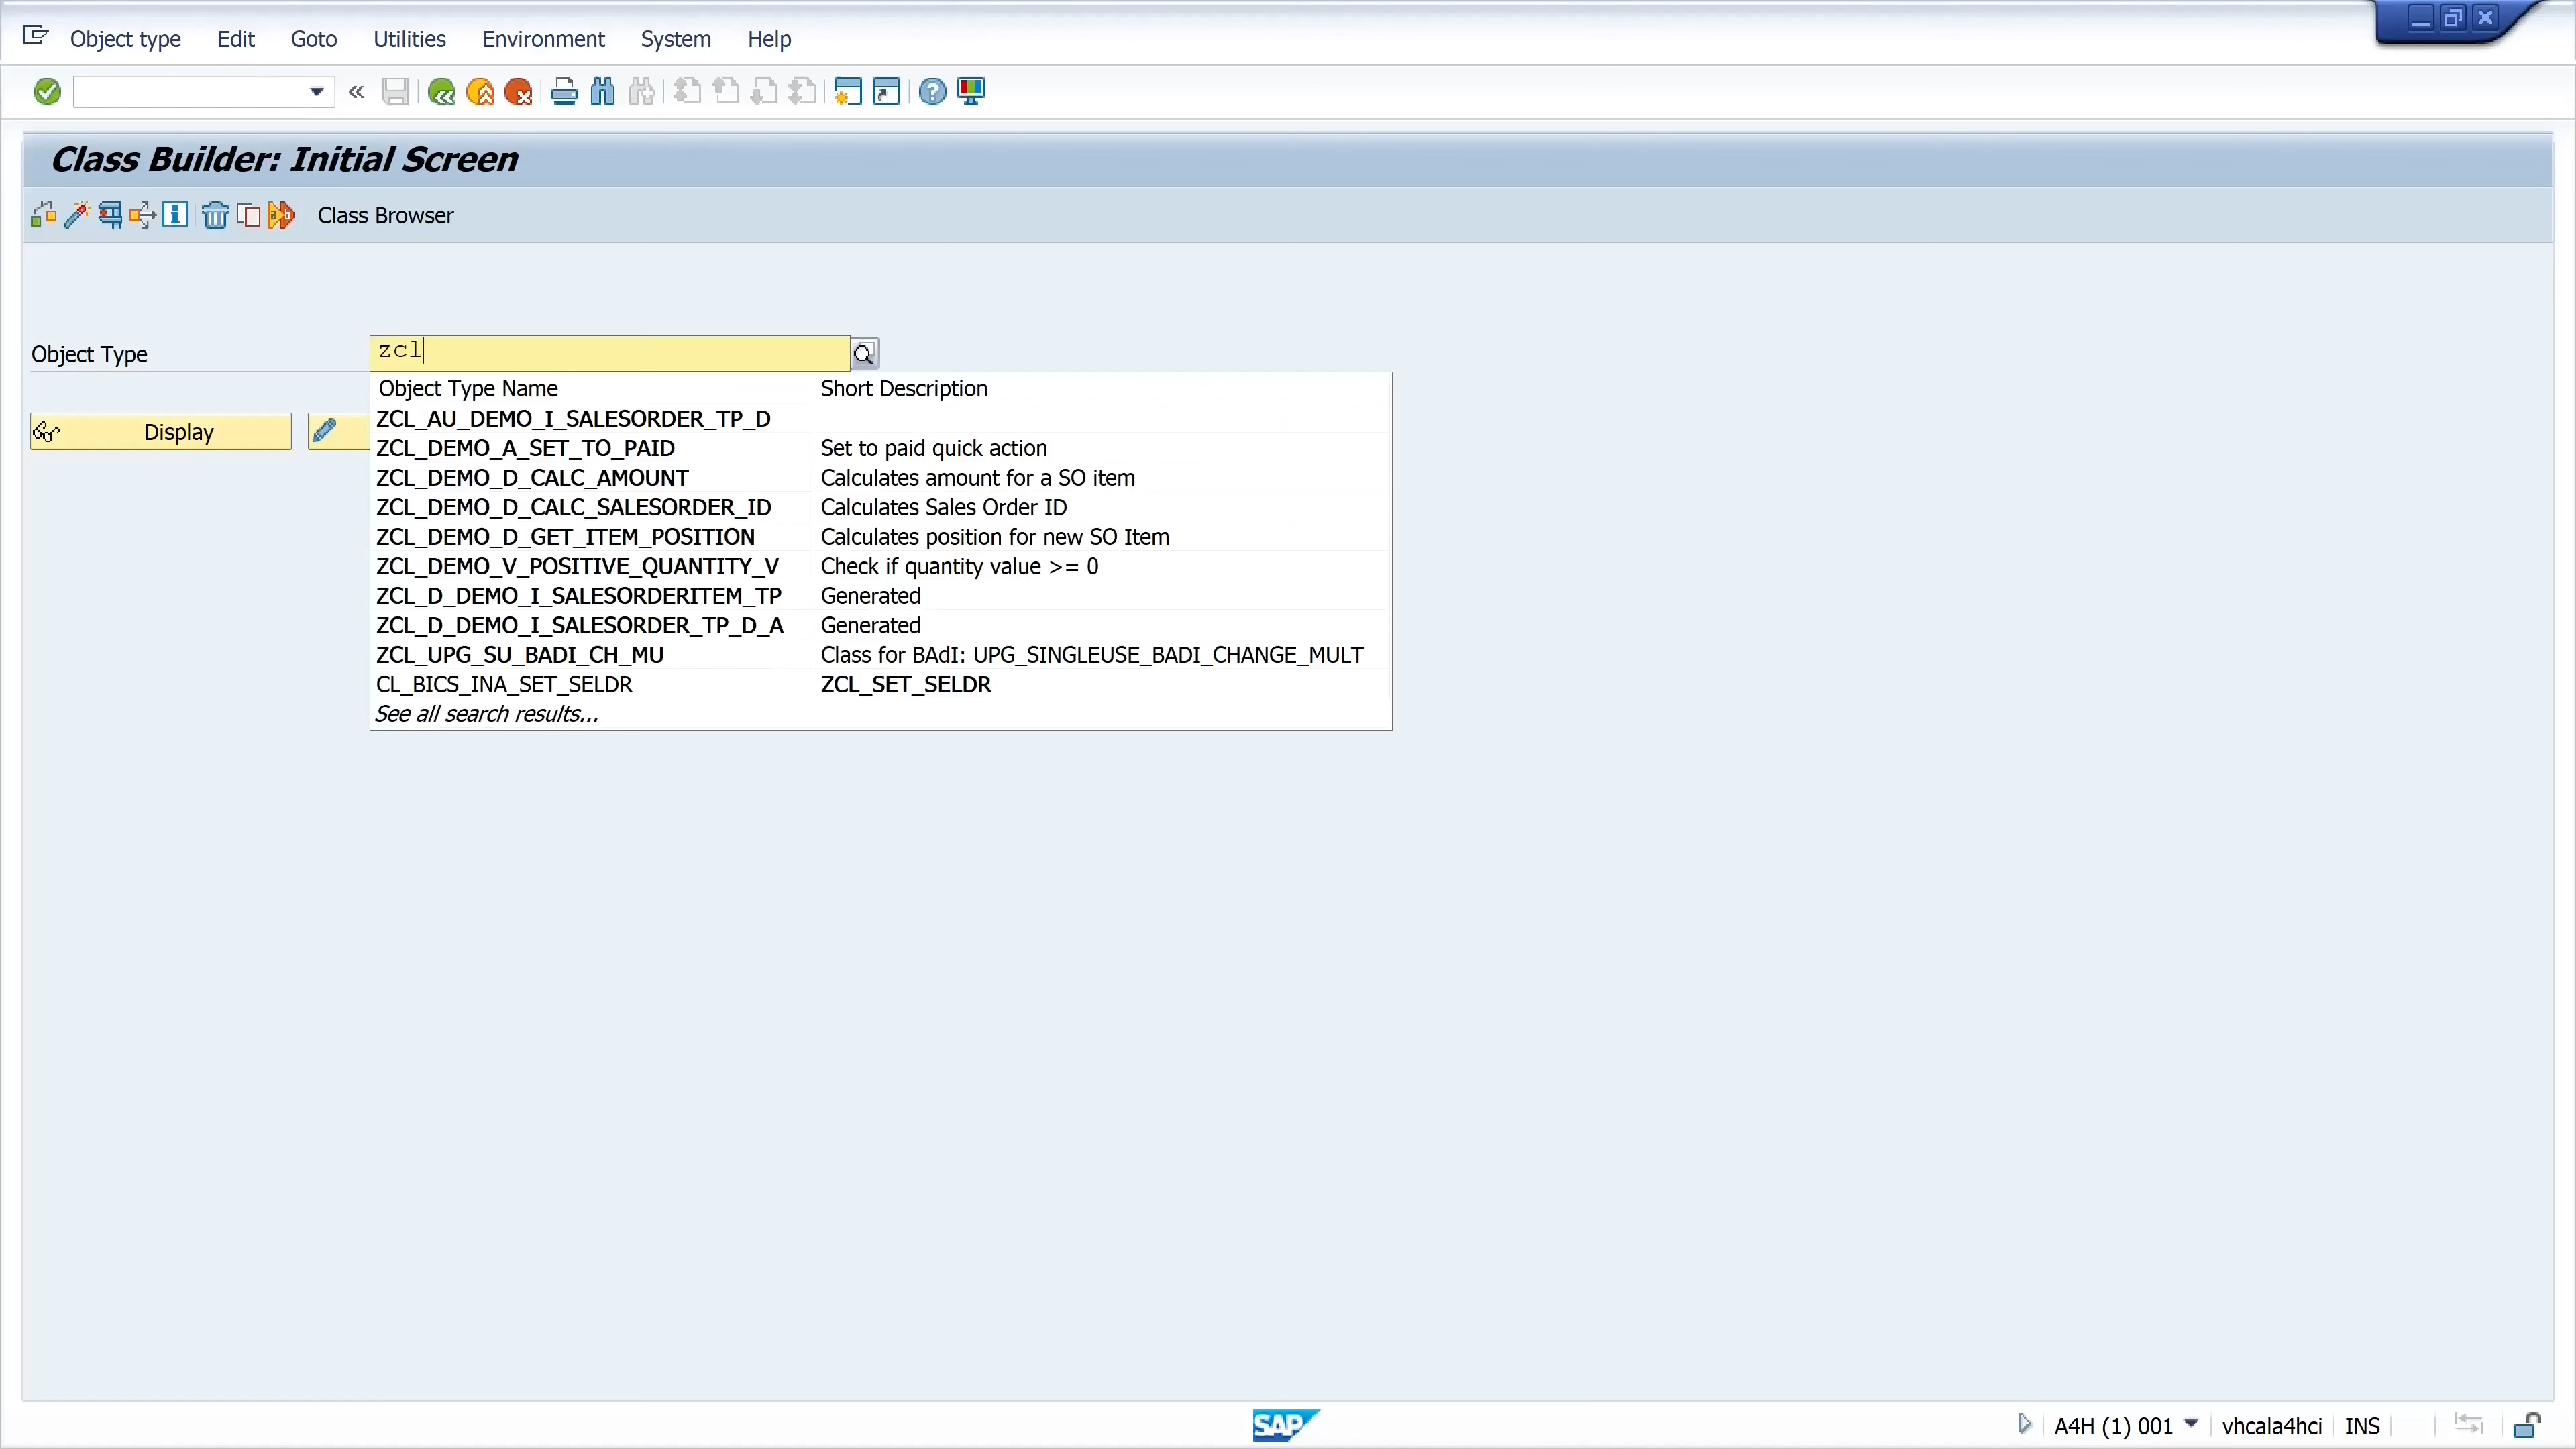 Object type Edit Goto Utilities Environment System Help
Class Builder: Initial Screen
Class Browser
Object Type zcl
Object Type Name Short Description
ZCL_AU_DEMO_I_SALESORDER_TP_D
ZCL_DEMO_A_SET_TO_PAID Set to paid quick action
ZCL_DEMO_D_CALC_AMOUNT Calculates amount for a SO item
ZCL_DEMO_D_CALC_SALESORDER_ID Calculates Sales Order ID
ZCL_DEMO_D_GET_ITEM_POSITION Calculates position for new SO Item
ZCL_DEMO_V_POSITIVE_QUANTITY_V Check if quantity value >= 0
ZCL_D_DEMO_I_SALESORDERITEM_TP Generated
ZCL_D_DEMO_I_SALESORDER_TP_D_A Generated
ZCL_UPG_SU_BADI_CH_MU Class for BAdI: UPG_SINGLEUSE_BADI_CHANGE_MULT
CL_BICS_INA_SET_SELDR ZCL_SET_SELDR
See all search results...
Display
SAP A4H (1) 001 vhcala4hci INS